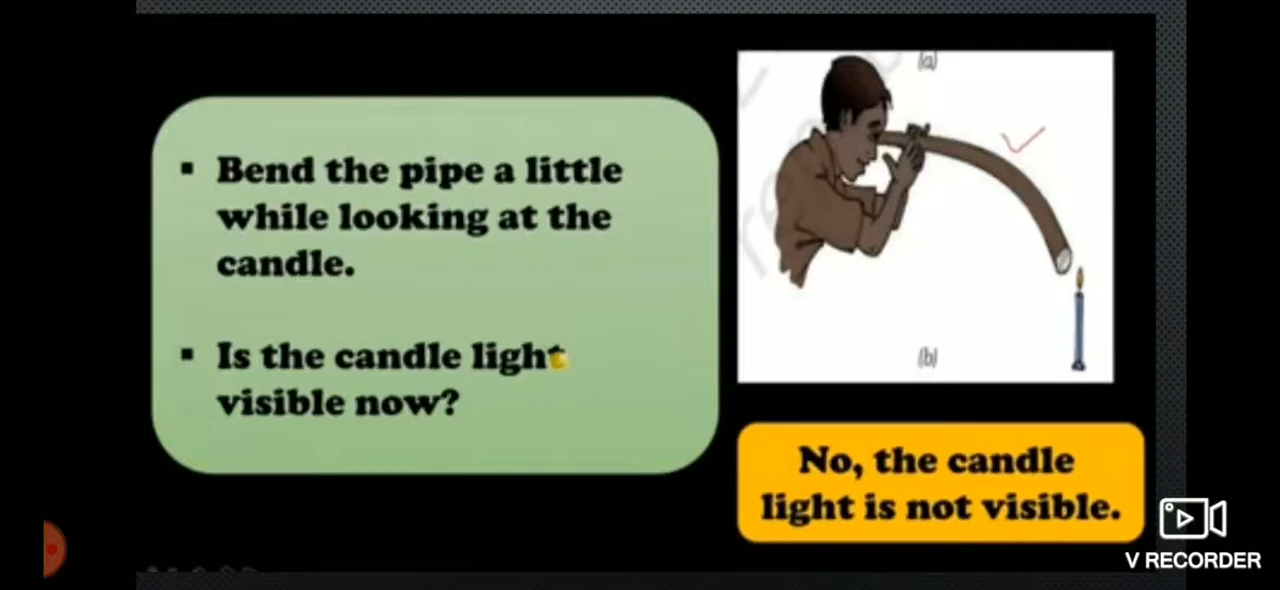 ▪ Bend the pipe a little
while looking at the
candle.
▪ Is the candle light
visible now?
(a)
(b)
No, the candle
light is not visible.
V RECORDER